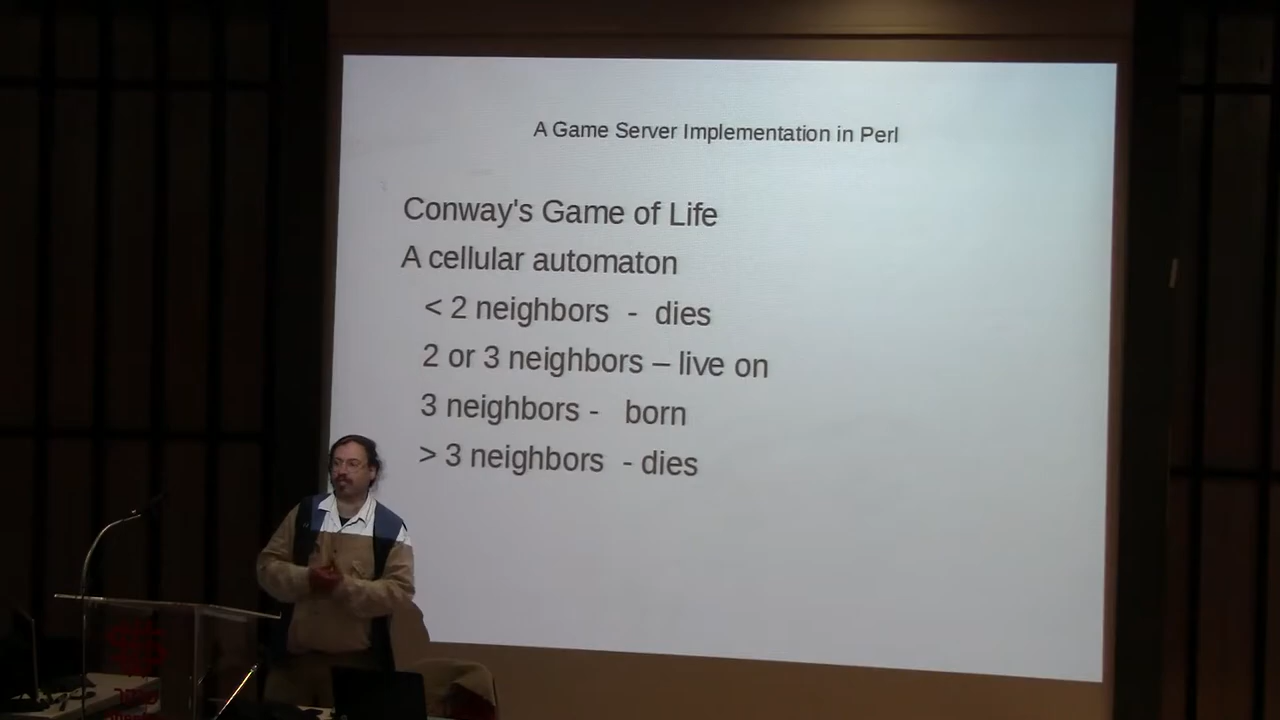 A Game Server Implementation in Perl
Conway's Game of Life
A cellular automaton
< 2 neighbors - dies
2 or 3 neighbors – live on
3 neighbors - born
> 3 neighbors - dies